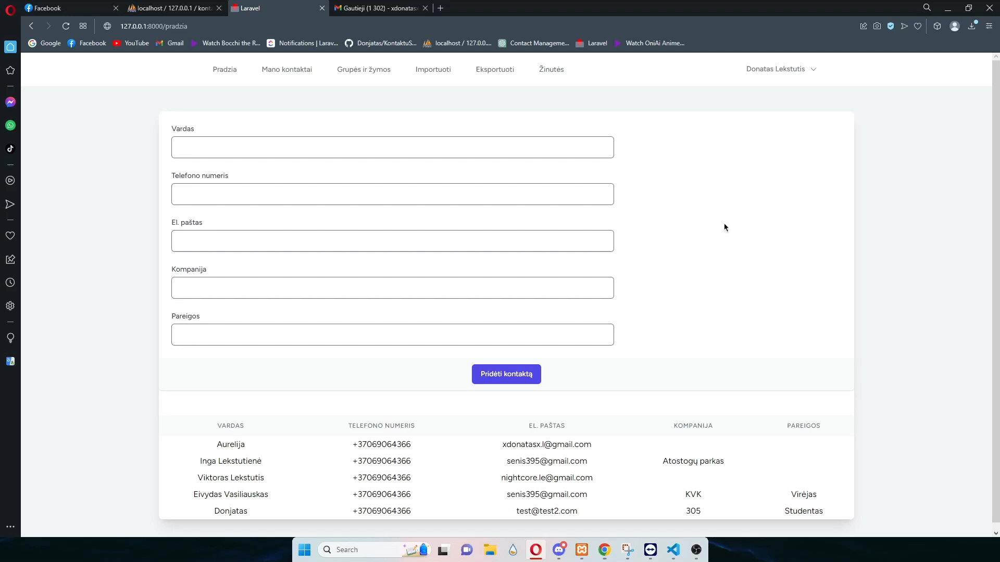 Facebook
localhost / 127.0.0.1 / kont
Laravel
Gautieji (1 302) - xdonatas
127.0.0.1:8000/pradzia
Google
Facebook
YouTube
Gmail
Watch Bocchi the R...
Notifications | Larav...
Donjatas/KontaktuS...
localhost / 127.0.0....
Contact Manageme...
Laravel
Watch OniAi Anime...
Pradzia
Mano kontaktai
Grupės ir žymos
Importuoti
Eksportuoti
Žinutės
Donatas Lekstutis
Vardas
Telefono numeris
El. paštas
Kompanija
Pareigos
Pridėti kontaktą
VARDAS TELEFONO NUMERIS EL. PAŠTAS KOMPANIJA PAREIGOS
Aurelija +37069064366 xdonatasx.l@gmail.com
Inga Lekstutienė +37069064366 senis395@gmail.com Atostogų parkas
Viktoras Lekstutis +37069064366 nightcore.le@gmail.com
Eivydas Vasiliauskas +37069064366 senis395@gmail.com KVK Virėjas
Donjatas +37069064366 test@test2.com 305 Studentas
Search